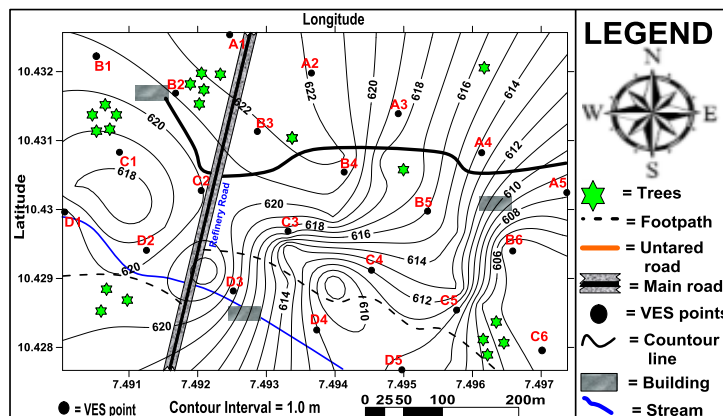 Longitude
Latitude
10.432
10.431
10.43
10.429
10.428
7.491
7.492
7.493
7.494
7.495
7.496
7.497
A1
A2
A3
A4
A5
B1
B2
B3
B4
B5
B6
C1
C2
C3
C4
C5
C6
D1
D2
D3
D4
D5
Refinery Road
622
622
620
618
616
614
612
610
608
606
620
618
620
620
620
618
616
614
614
612
610
= VES point
Contour Interval = 1.0 m
0 25 50 100 200m
LEGEND
N
W E
S
= Trees
= Footpath
= Untared
road
= Main road
= VES points
= Countour
line
= Building
= Stream